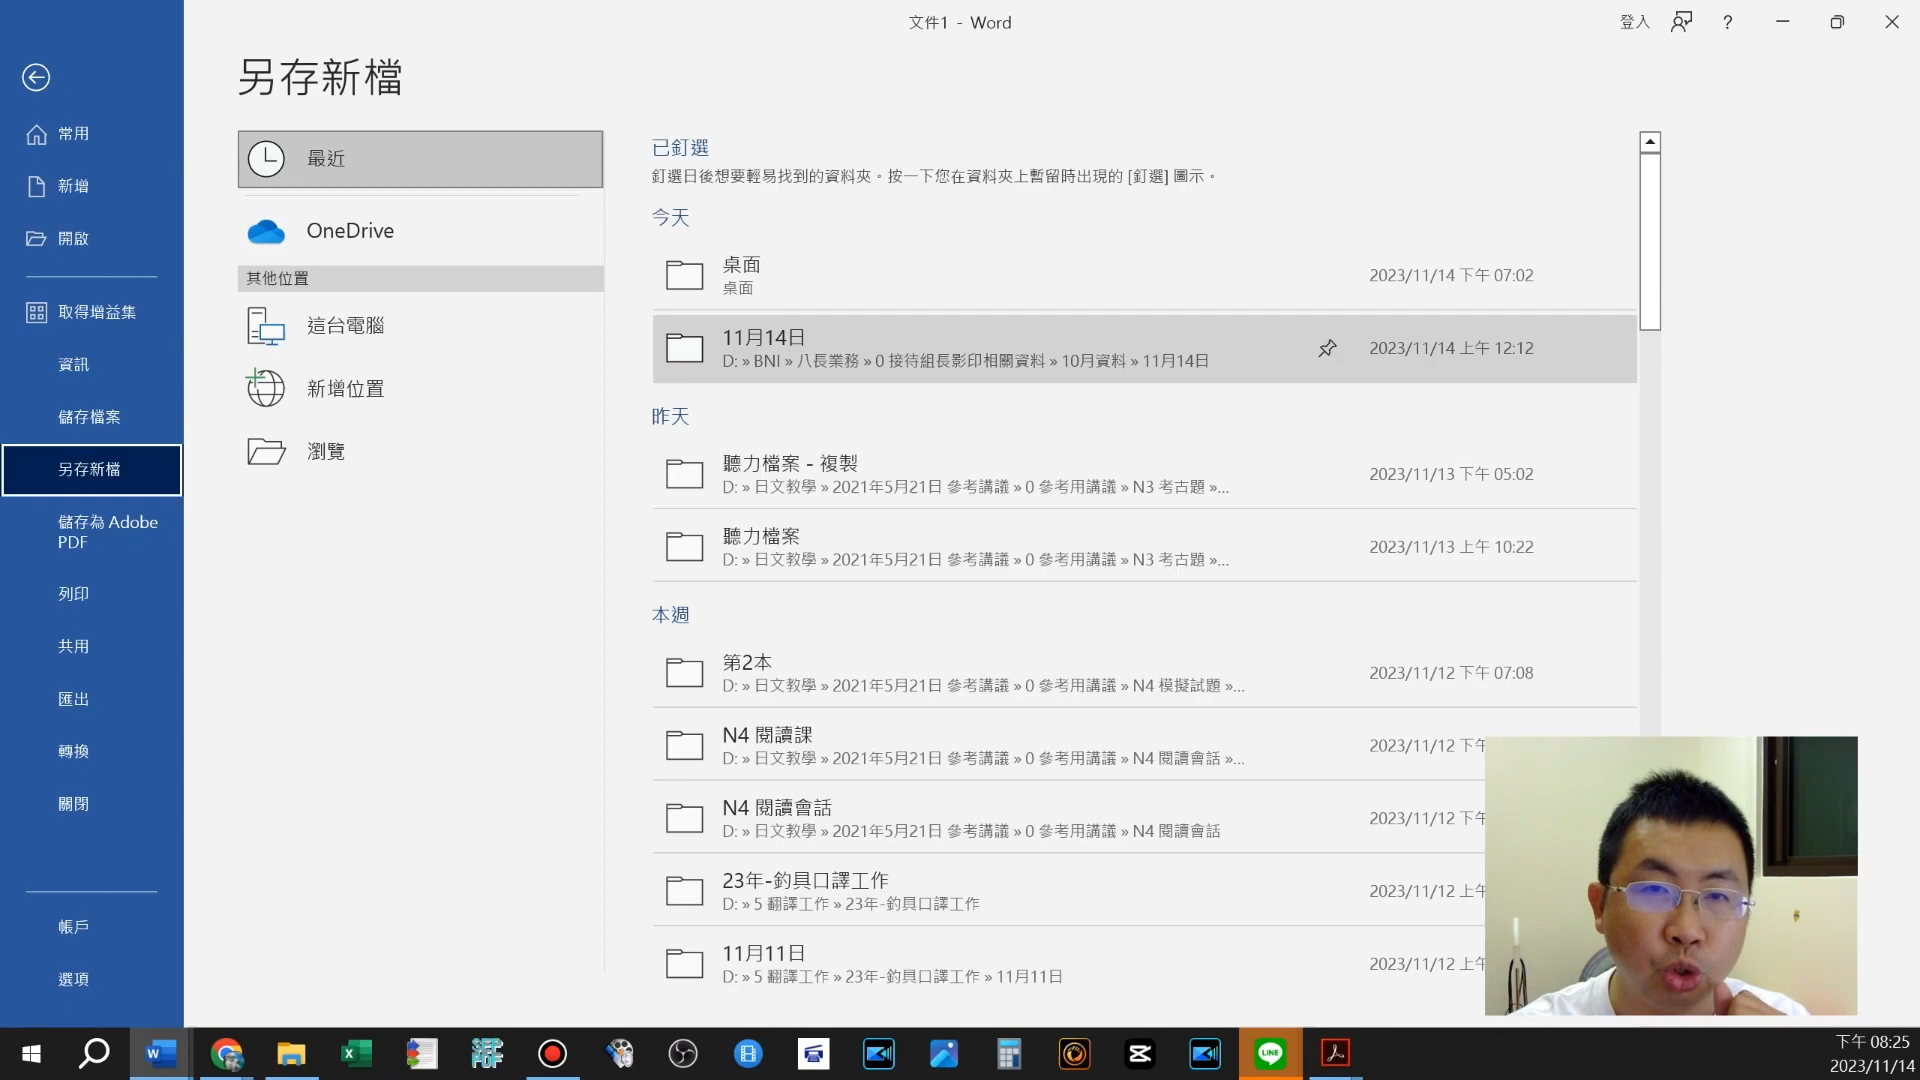 文件1 - Word
登入
?
常用
新增
開啟
取得增益集
資訊
儲存檔案
另存新檔
儲存為 Adobe
PDF
列印
共用
匯出
轉換
關閉
帳戶
選項
另存新檔
最近
OneDrive
其他位置
這台電腦
新增位置
瀏覽
已釘選
釘選日後想要輕易找到的資料夾。按一下您在資料夾上暫留時出現的 [釘選] 圖示。
今天
桌面
桌面
2023/11/14 下午 07:02
11月14日
D: » BNI » 八長業務 » 0 接待組長影印相關資料 » 10月資料 » 11月14日
2023/11/14 上午 12:12
昨天
聽力檔案 - 複製
D: » 日文教學 » 2021年5月21日 參考講議 » 0 參考用講議 » N3 考古題 »...
2023/11/13 下午 05:02
聽力檔案
D: » 日文教學 » 2021年5月21日 參考講議 » 0 參考用講議 » N3 考古題 »...
2023/11/13 上午 10:22
本週
第2本
D: » 日文教學 » 2021年5月21日 參考講議 » 0 參考用講議 » N4 模擬試題 »...
2023/11/12 下午 07:08
N4 閱讀課
D: » 日文教學 » 2021年5月21日 參考講議 » 0 參考用講議 » N4 閱讀會話 »...
2023/11/12 下午
N4 閱讀會話
D: » 日文教學 » 2021年5月21日 參考講議 » 0 參考用講議 » N4 閱讀會話
2023/11/12 下午
23年-釣具口譯工作
D: » 5 翻譯工作 » 23年-釣具口譯工作
2023/11/12 上午
11月11日
D: » 5 翻譯工作 » 23年-釣具口譯工作 » 11月11日
2023/11/12 上午
LINE
下午 08:25
2023/11/14